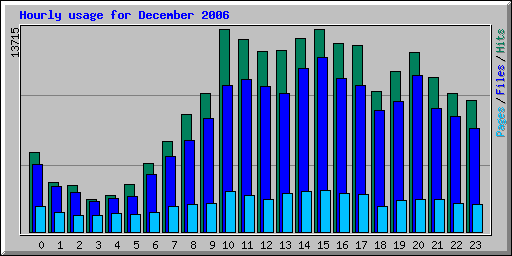 Hourly usage for December 2006
13715
Pages / Files / Hits
0 1 2 3 4 5 6 7 8 9 10 11 12 13 14 15 16 17 18 19 20 21 22 23